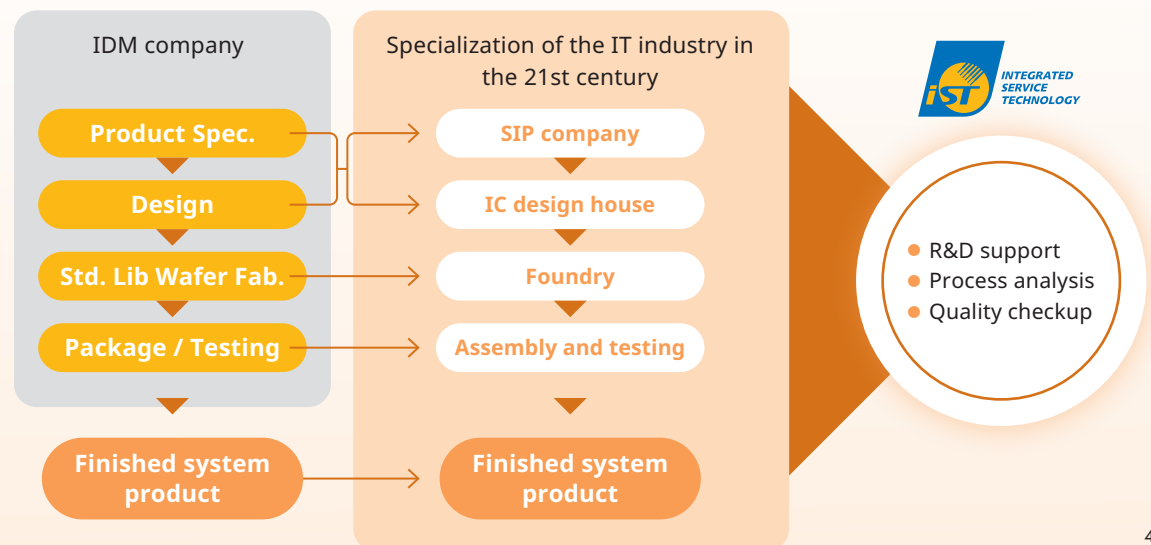 IDM company
Product Spec.
Design
Std. Lib Wafer Fab.
Package / Testing
Finished system
product
Specialization of the IT industry in
the 21st century
SIP company
IC design house
Foundry
Assembly and testing
Finished system
product
iST
INTEGRATED
SERVICE
TECHNOLOGY
R&D support
Process analysis
Quality checkup